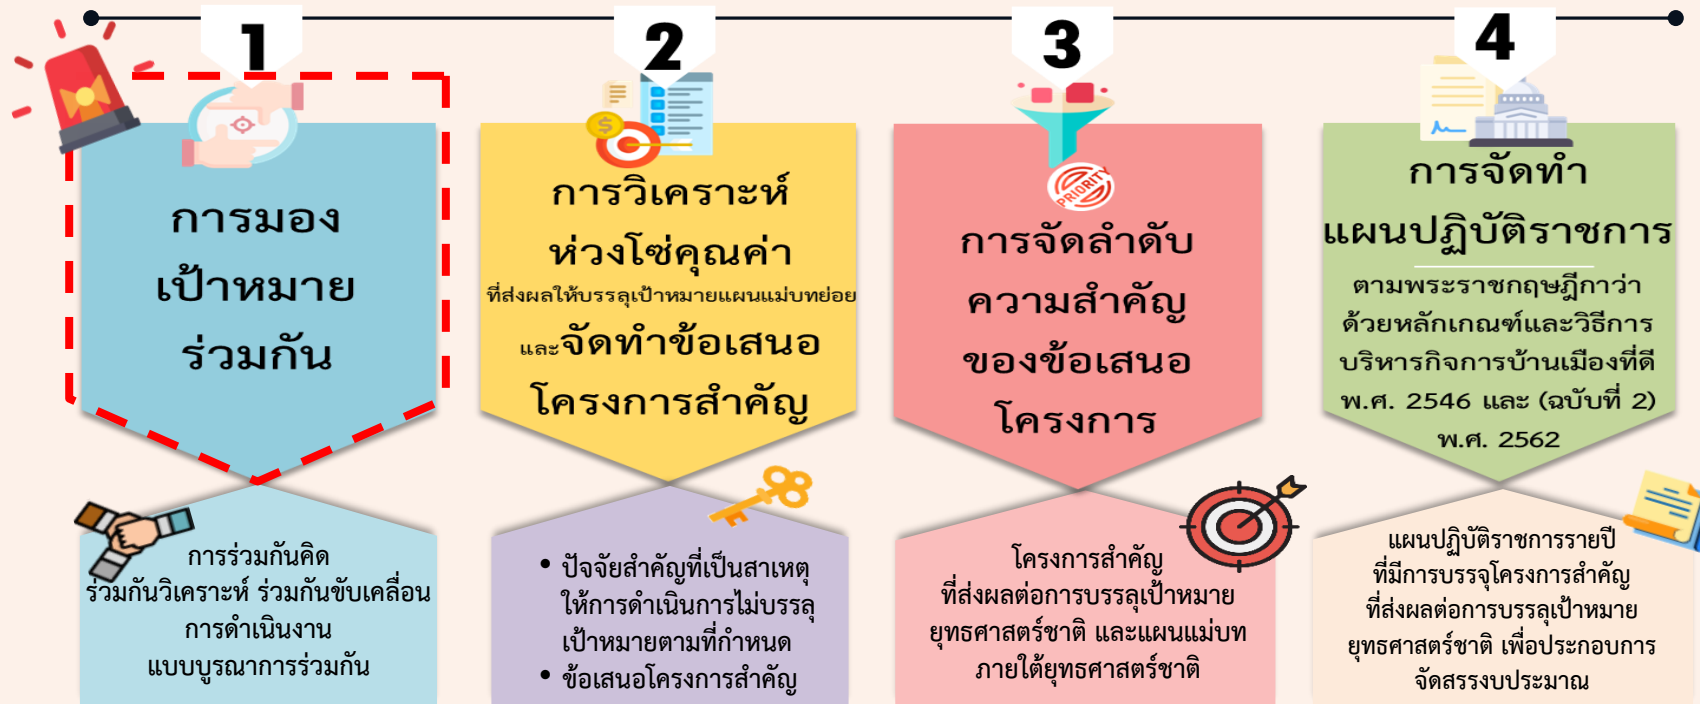 1
การมอง
เป้าหมาย
ร่วมกัน
การร่วมกันคิด
ร่วมกันวิเคราะห์ ร่วมกันขับเคลื่อน
การดำเนินงาน
แบบบูรณาการร่วมกัน
2
การวิเคราะห์
ห่วงโซ่คุณค่า
ที่ส่งผลให้บรรลุเป้าหมายแผนแม่บทย่อย
และจัดทำข้อเสนอ
โครงการสำคัญ
• ปัจจัยสำคัญที่เป็นสาเหตุ
ให้การดำเนินการไม่บรรลุ
เป้าหมายตามที่กำหนด
• ข้อเสนอโครงการสำคัญ
3
PRIORITY
การจัดลำดับ
ความสำคัญ
ของข้อเสนอ
โครงการ
โครงการสำคัญ
ที่ส่งผลต่อการบรรลุเป้าหมาย
ยุทธศาสตร์ชาติ และแผนแม่บท
ภายใต้ยุทธศาสตร์ชาติ
4
การจัดทำ
แผนปฏิบัติราชการ
ตามพระราชกฤษฎีกาว่า
ด้วยหลักเกณฑ์และวิธีการ
บริหารกิจการบ้านเมืองที่ดี
พ.ศ. 2546 และ (ฉบับที่ 2)
พ.ศ. 2562
แผนปฏิบัติราชการรายปี
ที่มีการบรรจุโครงการสำคัญ
ที่ส่งผลต่อการบรรลุเป้าหมาย
ยุทธศาสตร์ชาติ เพื่อประกอบการ
จัดสรรงบประมาณ